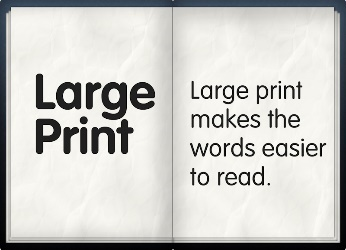 Large
Print
Large print
makes the
words easier
to read.